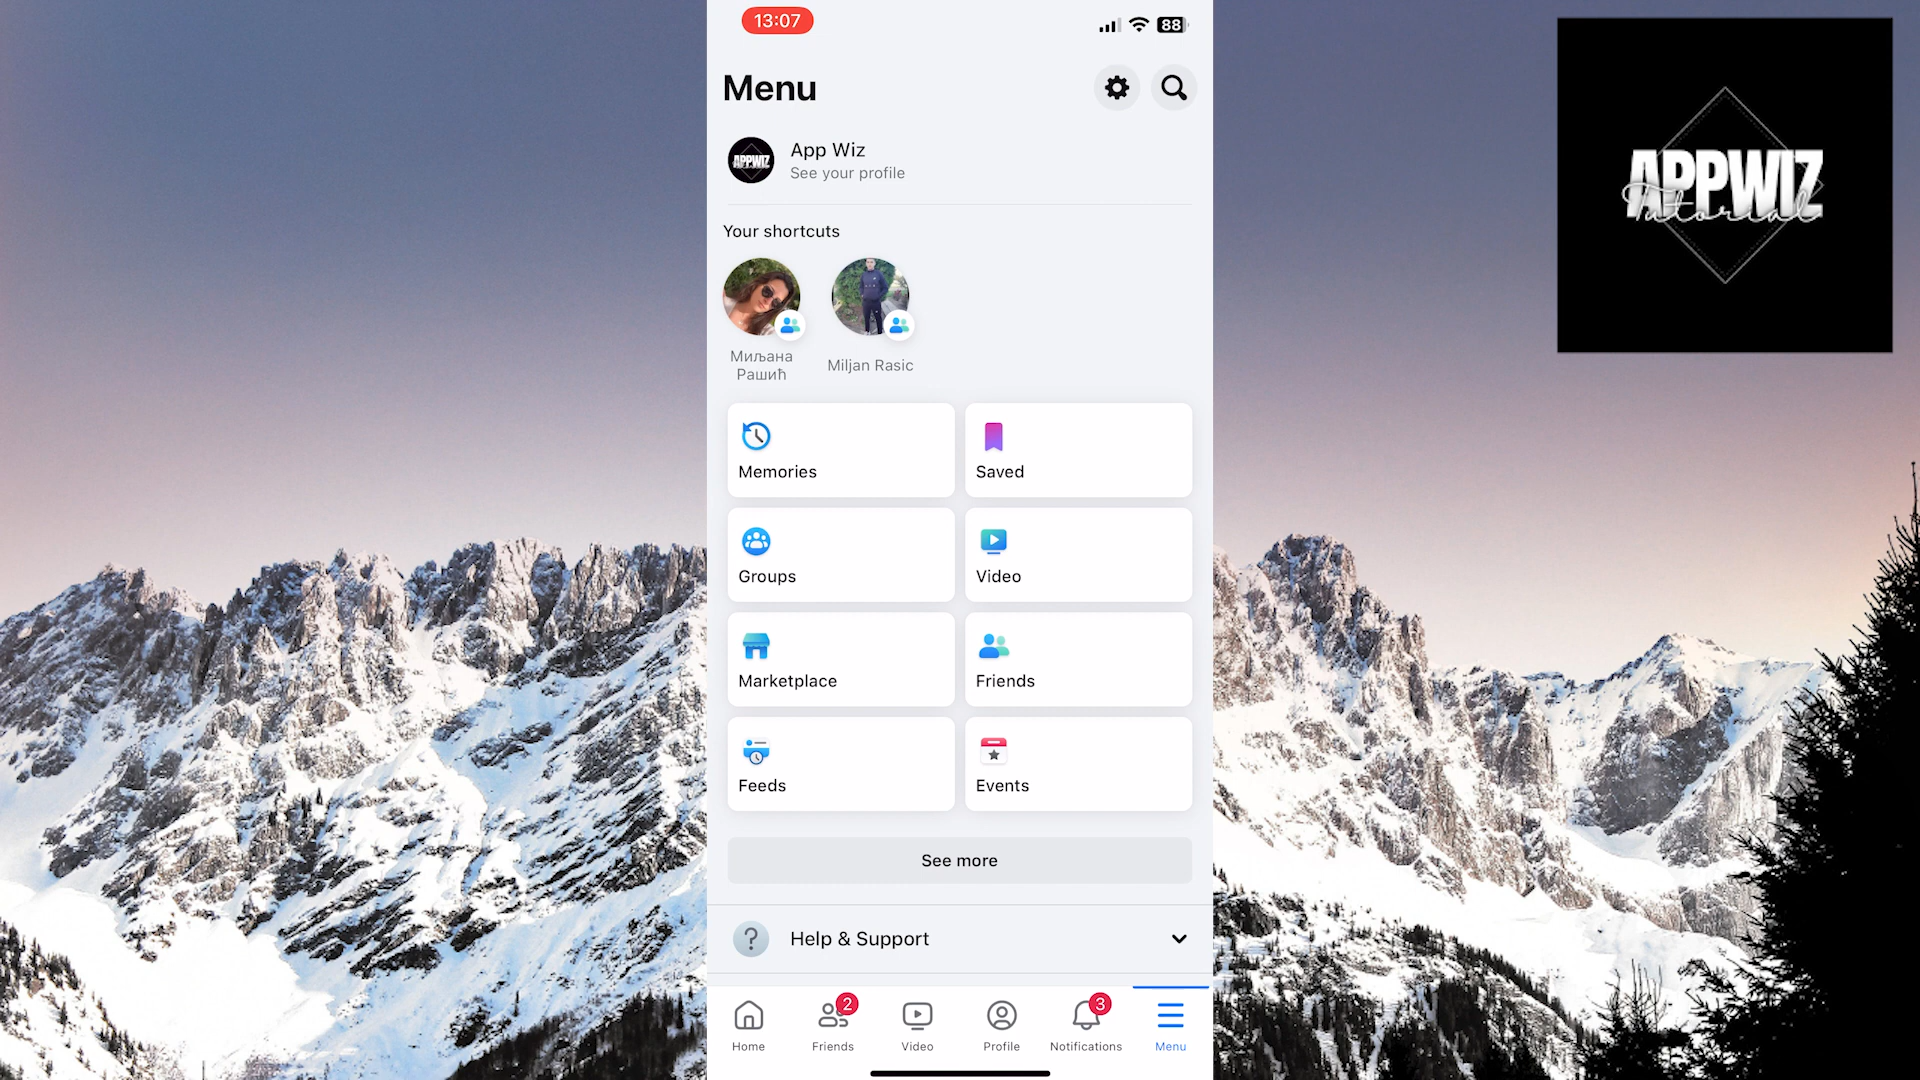 13:07
88
Menu
APPWIZ
App Wiz
See your profile
Your shortcuts
Миљана
Рашић
Miljan Rasic
Memories
Saved
Groups
Video
Marketplace
Friends
Feeds
Events
See more
?
Help & Support
2
3
Home
Friends
Video
Profile
Notifications
Menu
APPWIZ
Tutorial